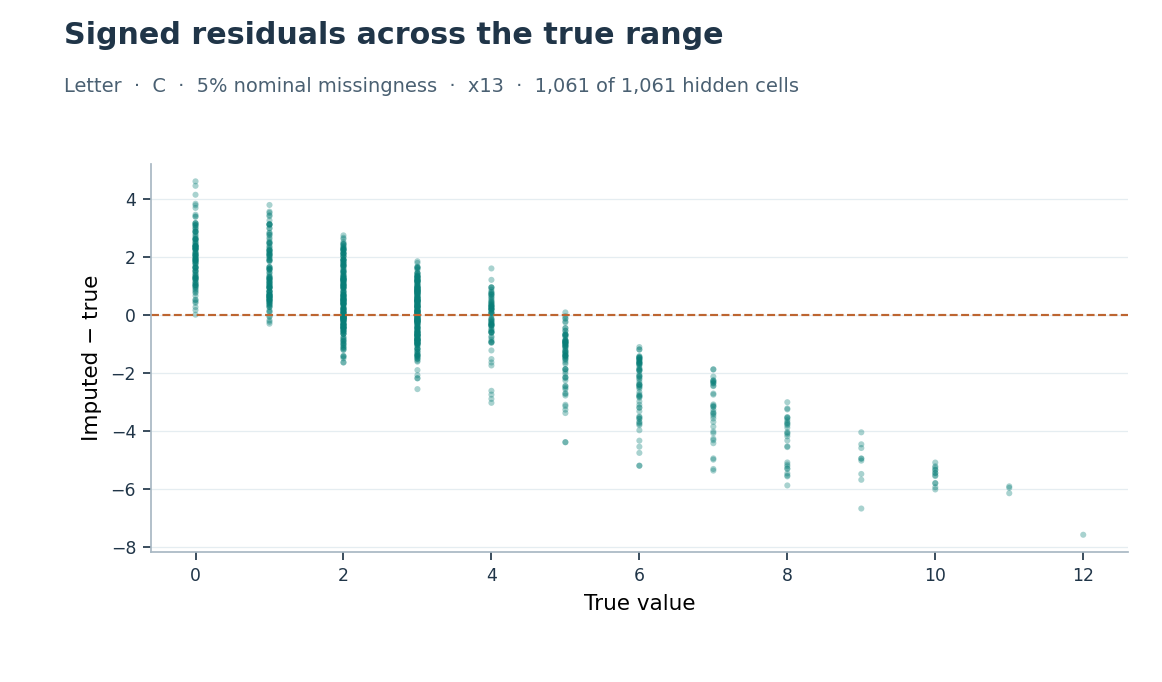 Signed residuals across the true range
Letter · C · 5% nominal missingness · x13 · 1,061 of 1,061 hidden cells
Imputed − true
4
2
0
−2
−4
−6
−8
0 2 4 6 8 10 12
True value